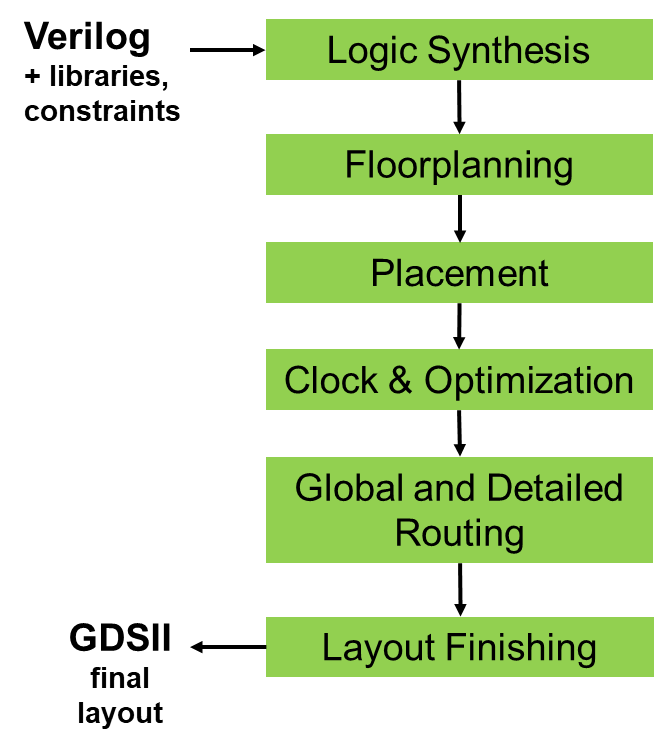 Verilog
+ libraries,
constraints
Logic Synthesis
Floorplanning
Placement
Clock & Optimization
Global and Detailed
Routing
Layout Finishing
GDSII
final
layout